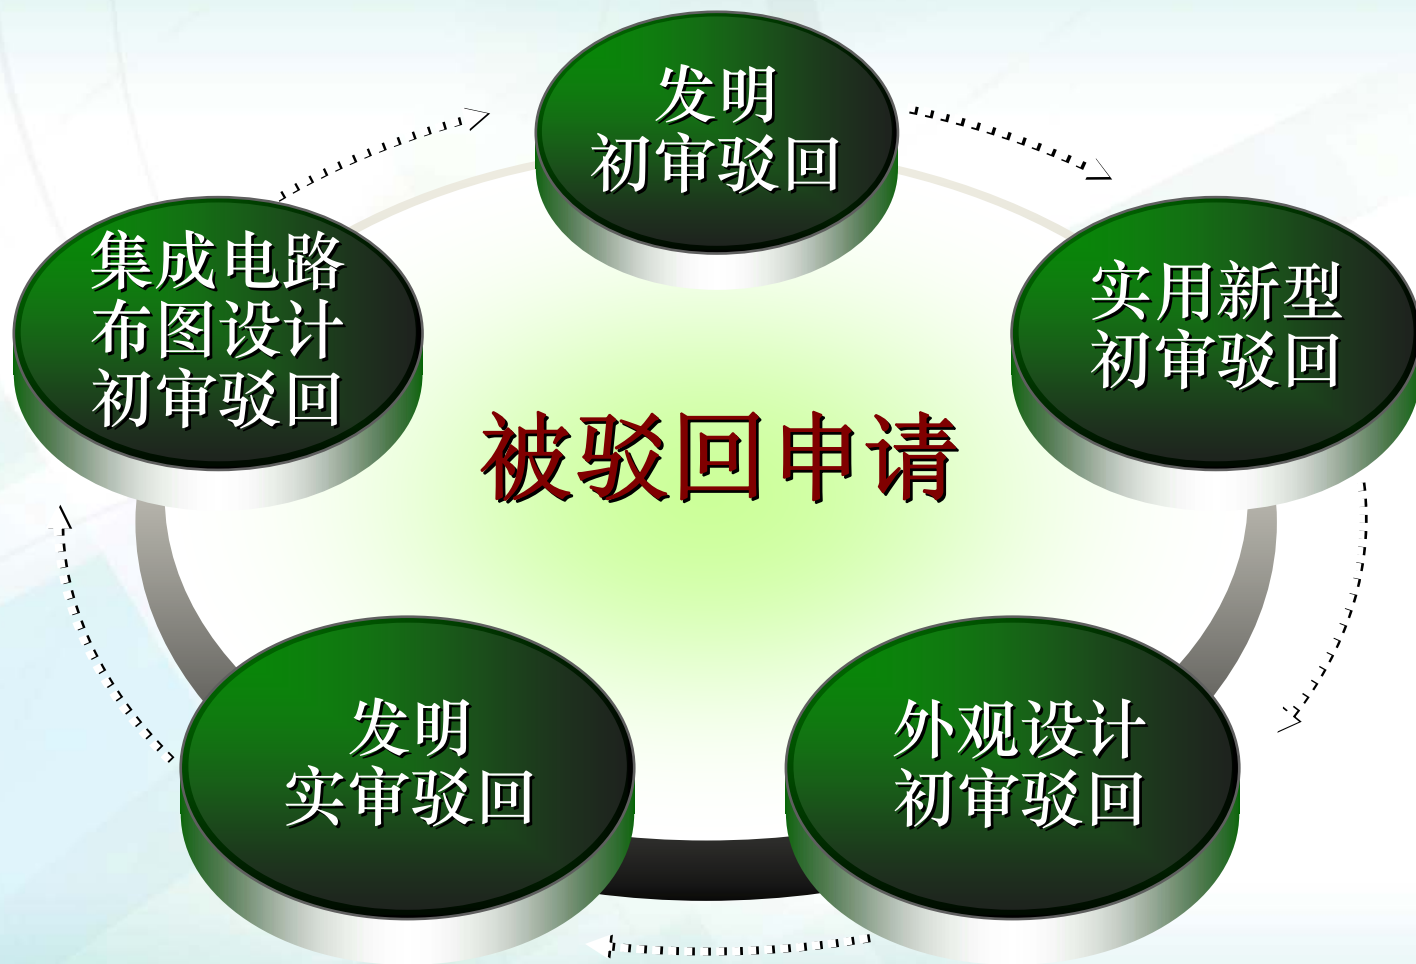 发明
初审驳回
集成电路
布图设计
初审驳回
实用新型
初审驳回
被驳回申请
发明
实审驳回
外观设计
初审驳回